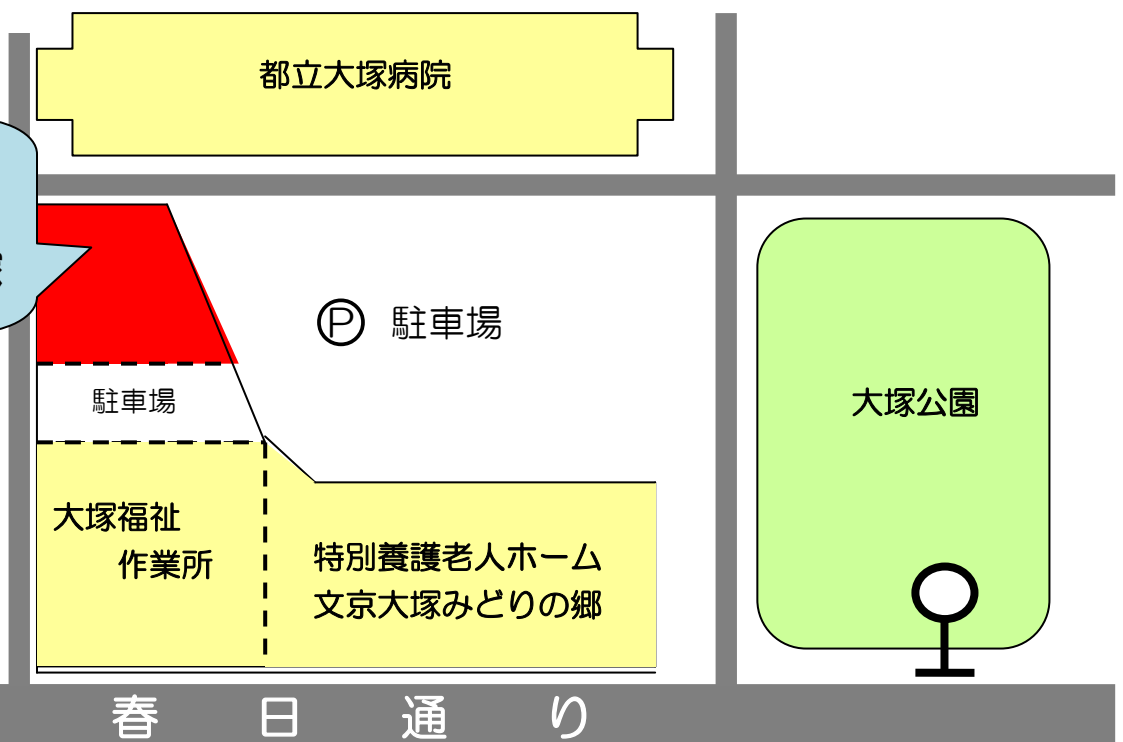 都立大塚病院
Ⓟ 駐車場
駐車場
大塚公園
大塚福祉
作業所
特別養護老人ホーム
文京大塚みどりの郷
春日通り